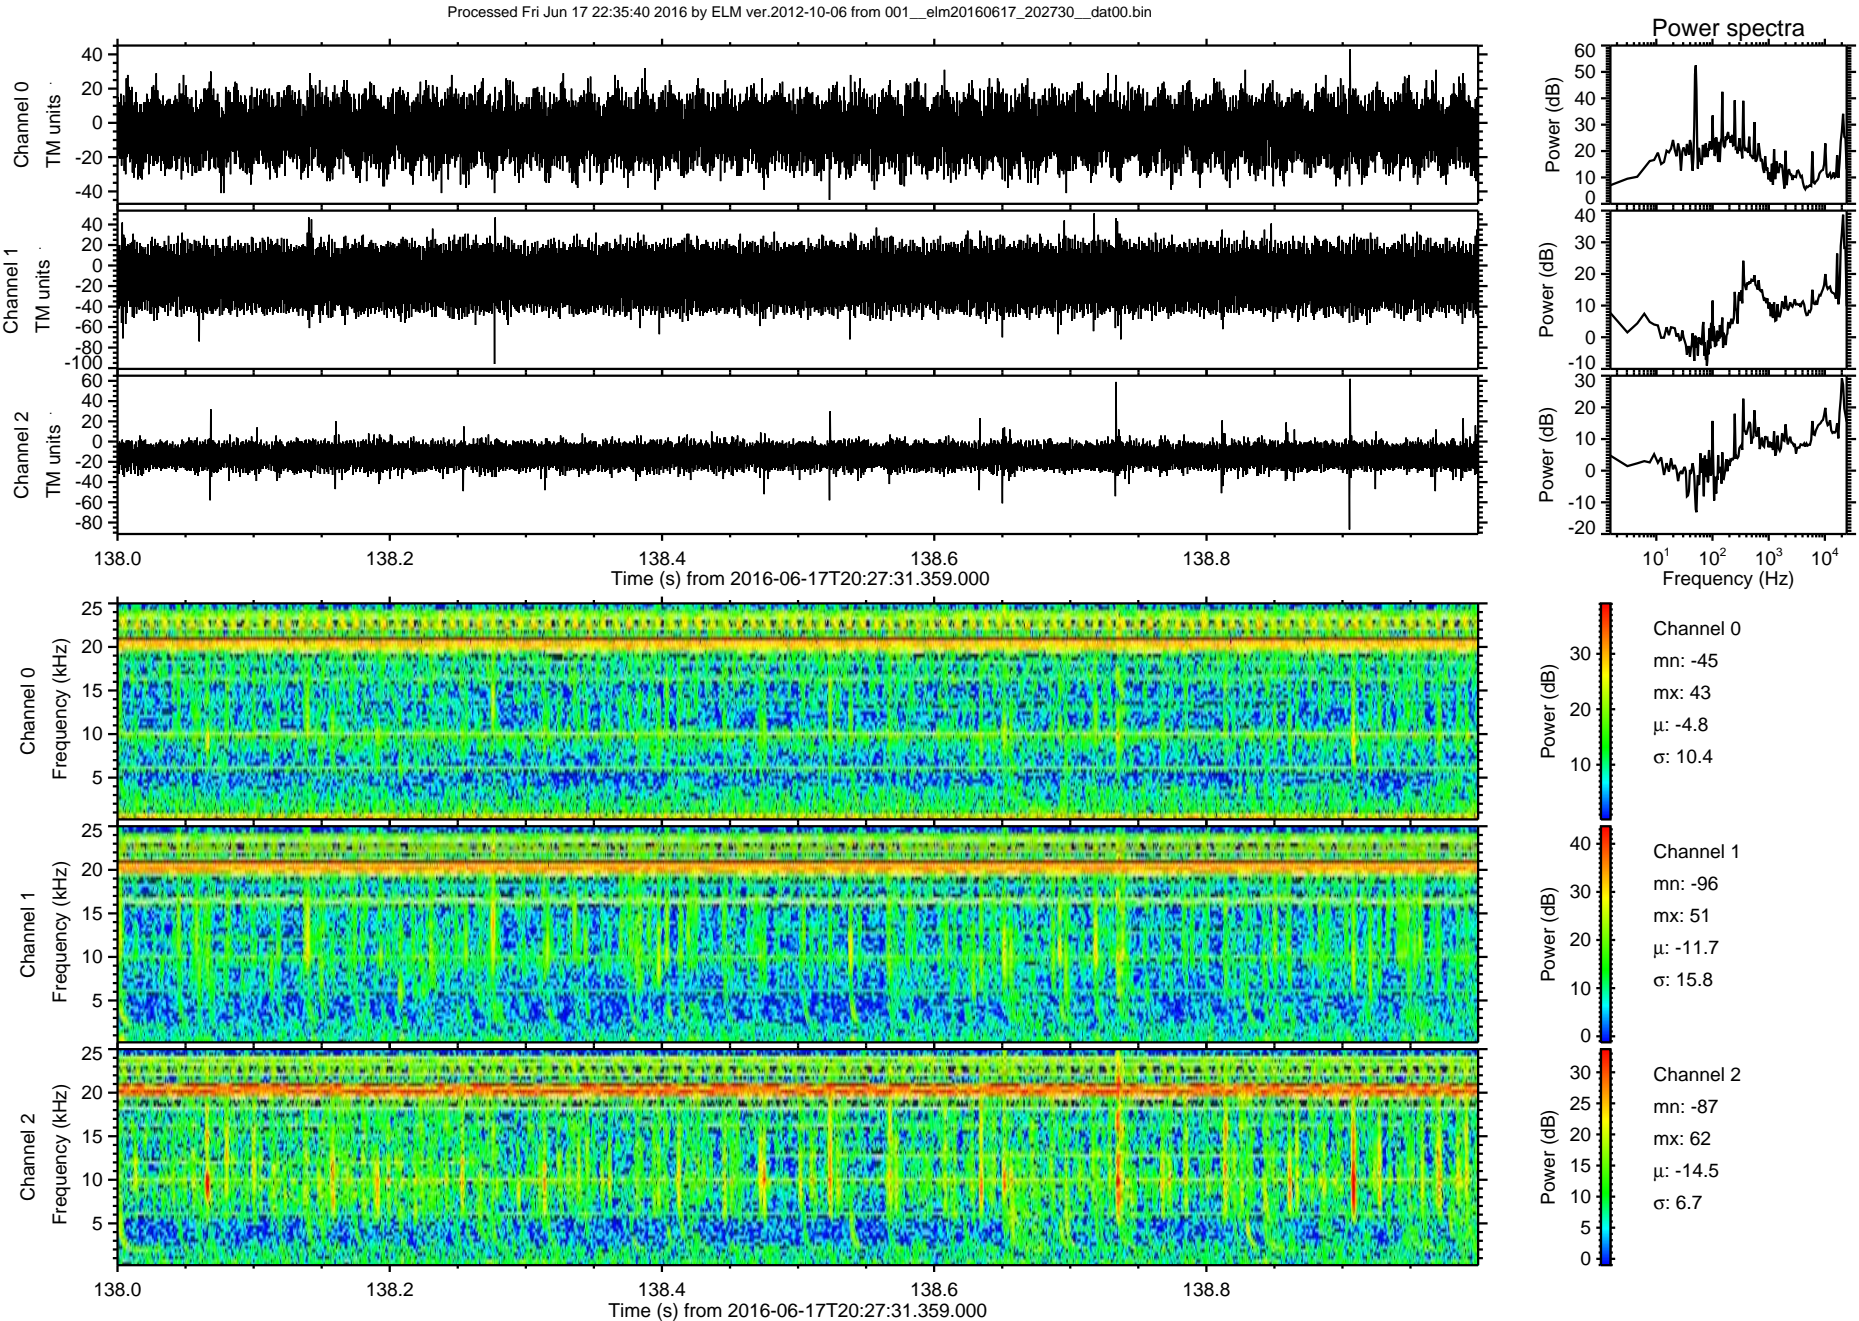 Processed Fri Jun 17 22:35:40 2016 by ELM ver.2012-10-06 from 001__elm20160617_202730__dat00.bin
Power spectra
Channel 0
TM units
40
20
0
-20
-40
Power (dB)
60
50
40
30
20
10
0
Channel 1
TM units
40
20
0
-20
-40
-60
-80
-100
Power (dB)
40
30
20
10
0
-10
Channel 2
TM units
60
40
20
0
-20
-40
-60
-80
Power (dB)
30
20
10
0
-10
-20
138.0 138.2 138.4 138.6 138.8
Time (s) from 2016-06-17T20:27:31.359.000
10¹ 10² 10³ 10⁴
Frequency (Hz)
Channel 0
Frequency (kHz)
25
20
15
10
5
Power (dB)
30
20
10
Channel 0
mn: -45
mx: 43
µ: -4.8
σ: 10.4
Channel 1
Frequency (kHz)
25
20
15
10
5
Power (dB)
40
30
20
10
0
Channel 1
mn: -96
mx: 51
µ: -11.7
σ: 15.8
Channel 2
Frequency (kHz)
25
20
15
10
5
Power (dB)
30
25
20
15
10
5
0
Channel 2
mn: -87
mx: 62
µ: -14.5
σ: 6.7
138.0 138.2 138.4 138.6 138.8
Time (s) from 2016-06-17T20:27:31.359.000